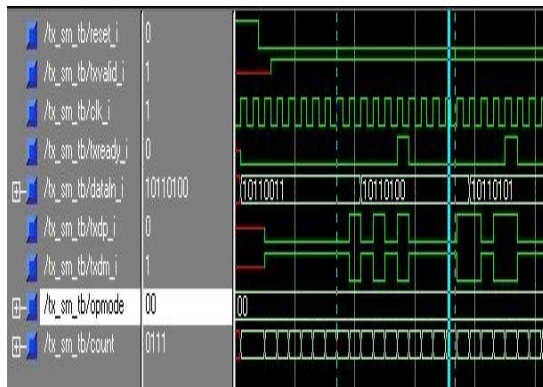 /tx_sm_tb/reset_i 0
/tx_sm_tb/txvalid_i 1
/tx_sm_tb/clk_i 1
/tx_sm_tb/txready_i 0
/tx_sm_tb/dataIn_i 10110100 10110011 10110100 10110101
/tx_sm_tb/txdp_i 0
/tx_sm_tb/txdm_i 1
/tx_sm_tb/opmode 00 00
/tx_sm_tb/count 0111